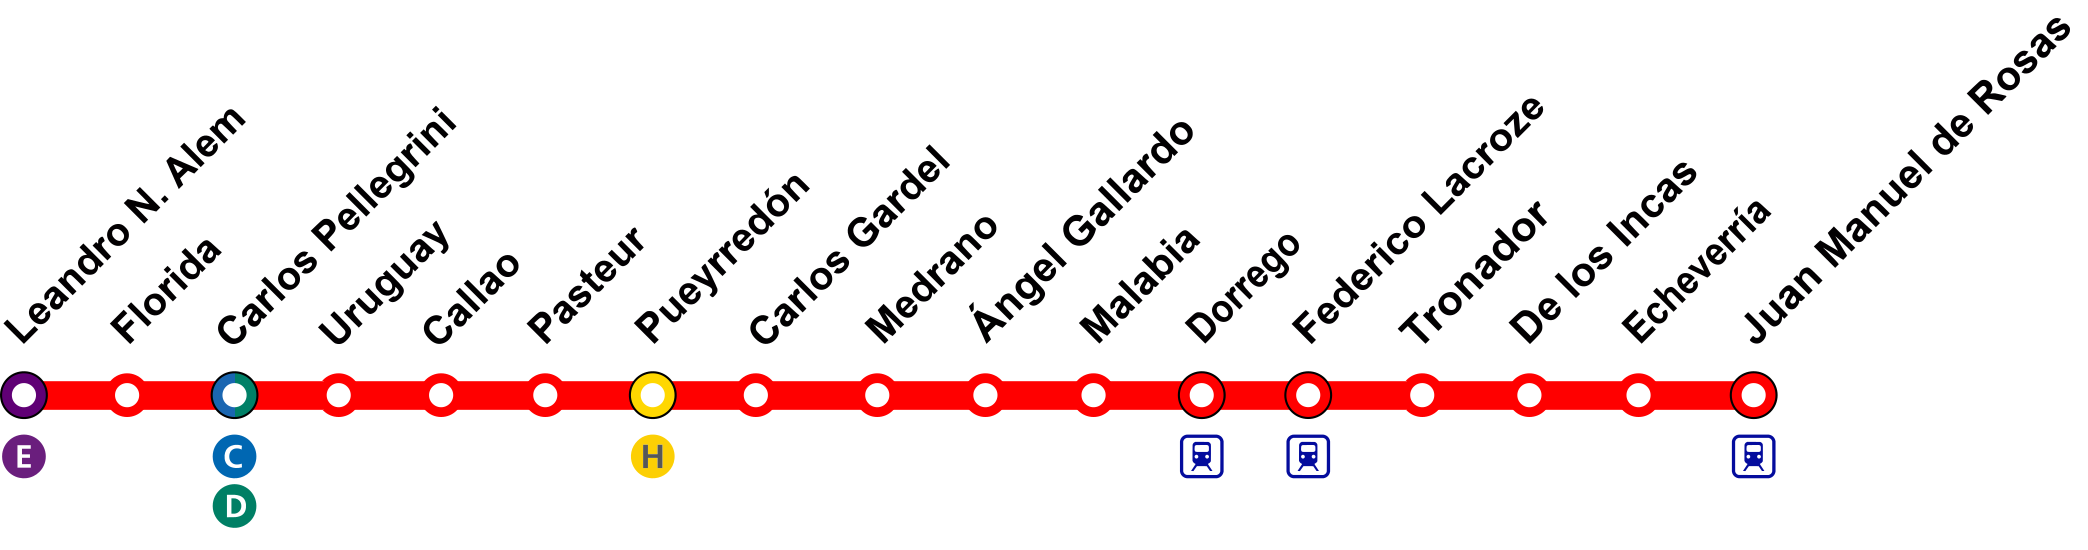 Leandro N. Alem
Florida
Carlos Pellegrini
Uruguay
Callao
Pasteur
Pueyrredón
Carlos Gardel
Medrano
Ángel Gallardo
Malabia
Dorrego
Federico Lacroze
Tronador
De los Incas
Echeverría
Juan Manuel de Rosas
E
C
D
H